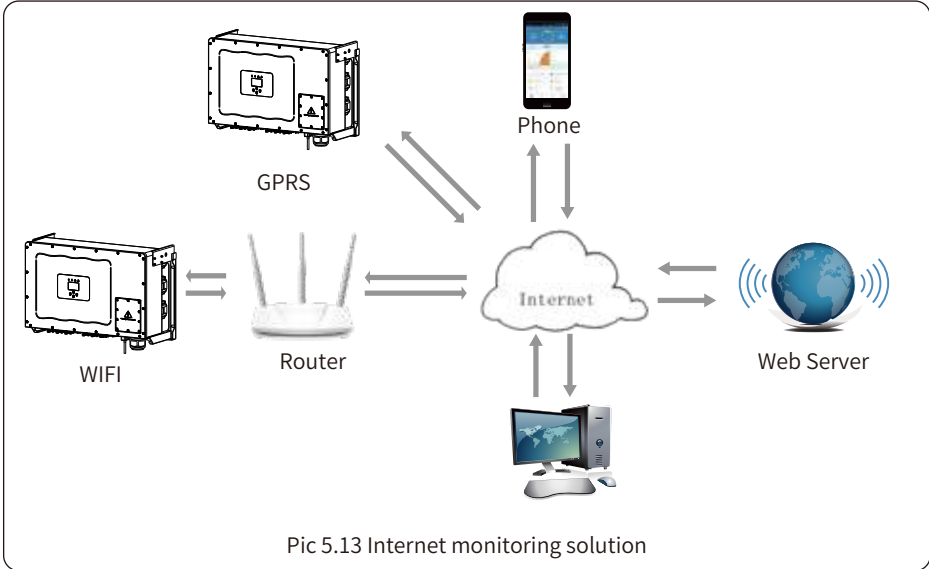 Phone
GPRS
Internet
Router
Web Server
WIFI
Pic 5.13 Internet monitoring solution